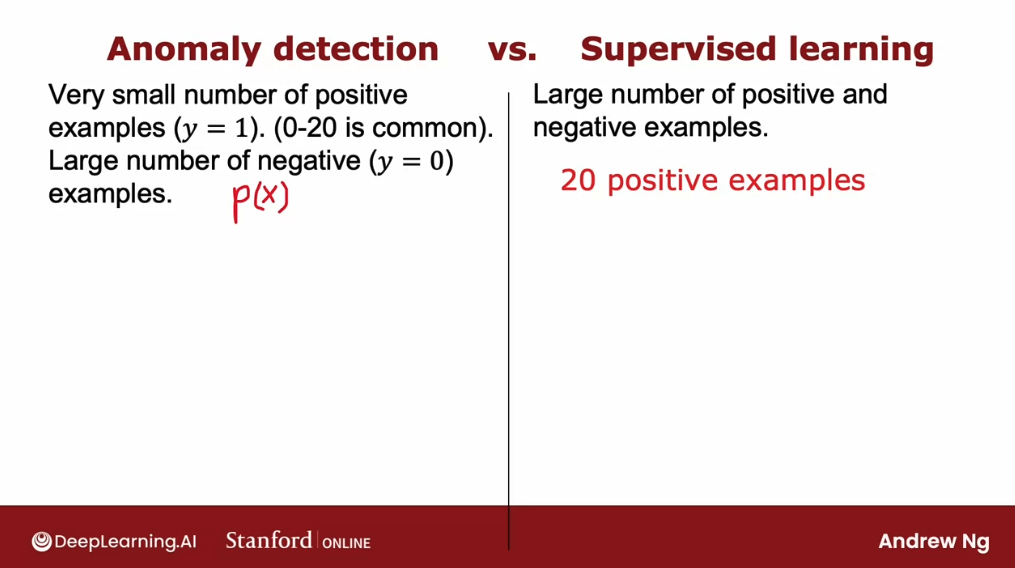 Anomaly detection vs. Supervised learning
Very small number of positive
examples (y = 1). (0-20 is common).
Large number of negative (y = 0)
examples.
p(x)
Large number of positive and
negative examples.
20 positive examples
DeepLearning.AI
Stanford ONLINE
Andrew Ng